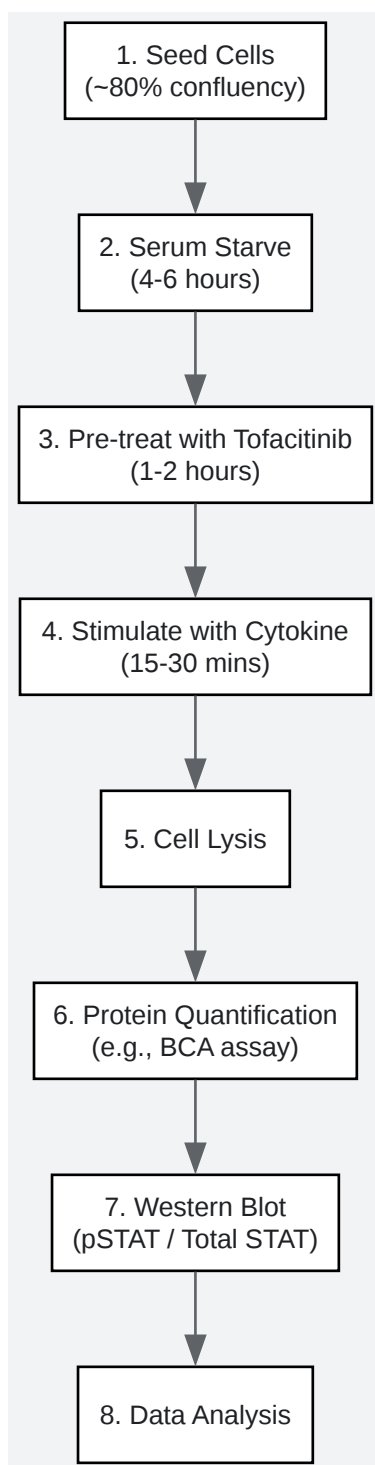 1. Seed Cells
(~80% confluency)
2. Serum Starve
(4-6 hours)
3. Pre-treat with Tofacitinib
(1-2 hours)
4. Stimulate with Cytokine
(15-30 mins)
5. Cell Lysis
6. Protein Quantification
(e.g., BCA assay)
7. Western Blot
(pSTAT / Total STAT)
8. Data Analysis